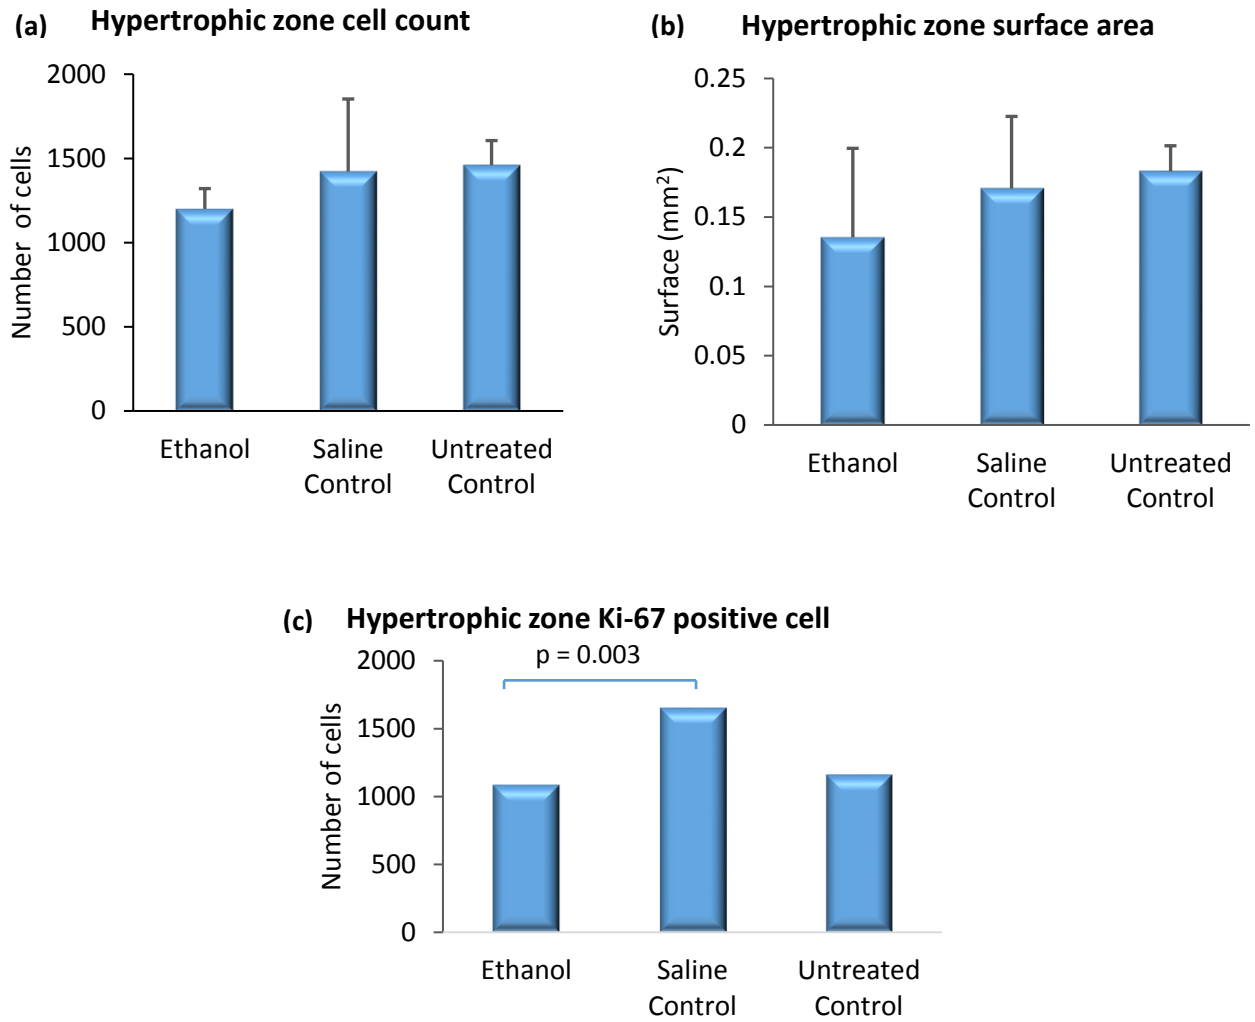 (a) Hypertrophic zone cell count
2000
1500
1000
500
0
Number of cells
Ethanol
Saline
Control
Untreated
Control
(b) Hypertrophic zone surface area
0.25
0.2
0.15
0.1
0.05
0
Surface (mm²)
Ethanol
Saline
Control
Untreated
Control
(c) Hypertrophic zone Ki-67 positive cell
p = 0.003
2000
1500
1000
500
0
Number of cells
Ethanol
Saline
Control
Untreated
Control